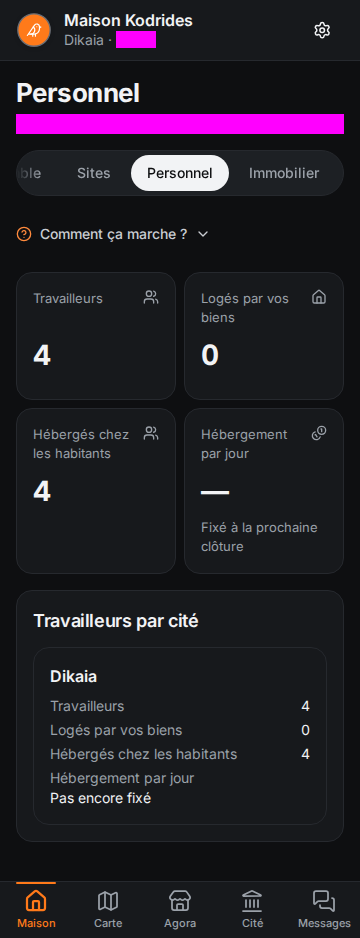 Maison Kodrides
Dikaia ·
Personnel
ble Sites Personnel Immobilier
Comment ça marche ?
Travailleurs
4
Logés par vos
biens
0
Hébergés chez
les habitants
4
Hébergement
par jour
—
Fixé à la prochaine
clôture
Travailleurs par cité
Dikaia
Travailleurs 4
Logés par vos biens 0
Hébergés chez les habitants 4
Hébergement par jour
Pas encore fixé
Maison Carte Agora Cité Messages